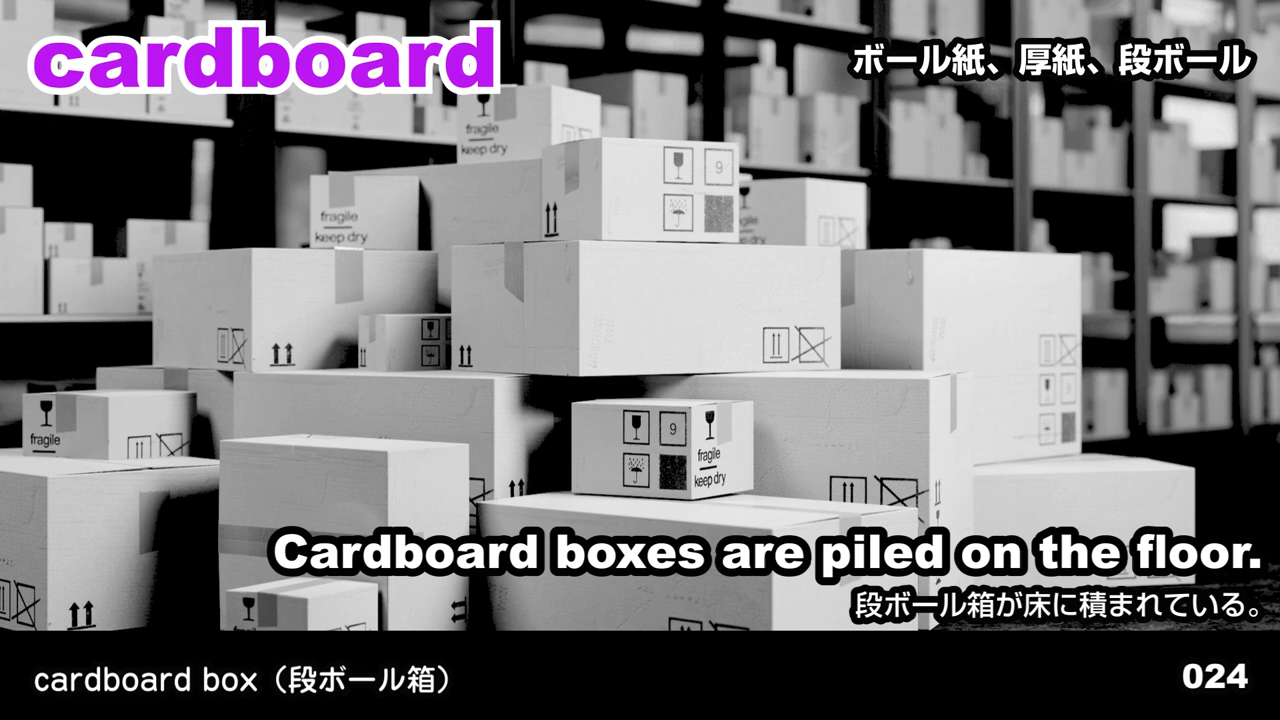 cardboard
ボール紙、厚紙、段ボール
fragile
keep dry
9
fragile
keep dry
fragile
9
fragile
keep dry
Cardboard boxes are piled on the floor.
段ボール箱が床に積まれている。
cardboard box（段ボール箱）
024